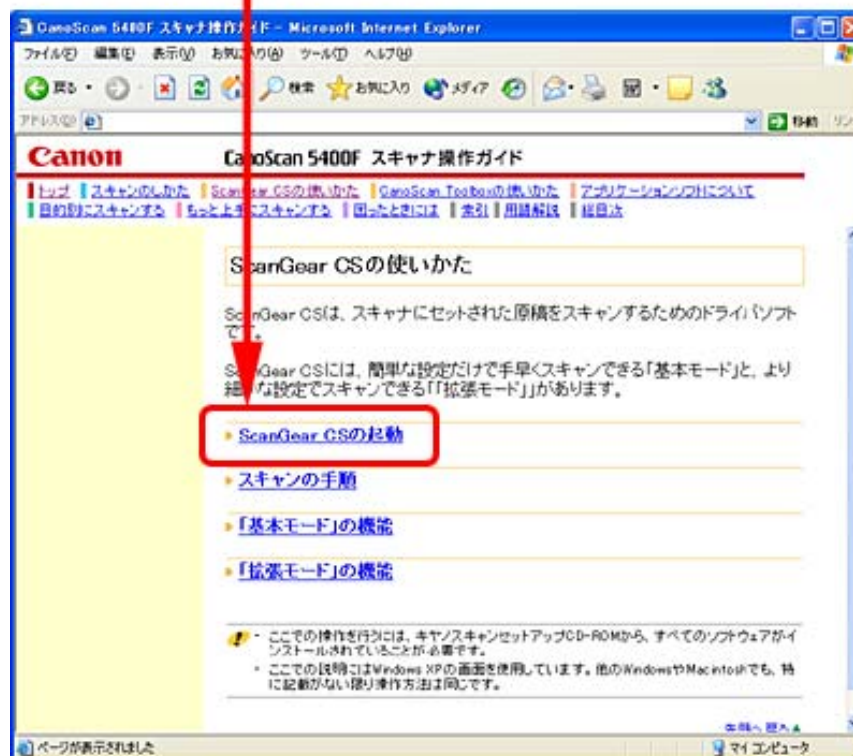 CanoScan 5400F スキャナ操作ガイド - Microsoft Internet Explorer
ファイル(F) 編集(E) 表示(V) お気に入り(A) ツール(T) ヘルプ(H)
戻る 検索 お気に入り メディア
アドレス(D) 移動 リン
Canon CanoScan 5400F スキャナ操作ガイド
トップ スキャンのしかた ScanGear CSの使いかた CanoScan Toolboxの使いかた アプリケーションソフトについて
目的別にスキャンする もっと上手にスキャンする 困ったときには 索引 用語解説 総目次
ScanGear CSの使いかた
ScanGear CSは、スキャナにセットされた原稿をスキャンするためのドライバソフト
です。
ScanGear CSには、簡単な設定だけで手早くスキャンできる「基本モード」と、より
細かな設定でスキャンできる「「拡張モード」」があります。
ScanGear CSの起動
スキャンの手順
「基本モード」の機能
「拡張モード」の機能
・ ここでの操作を行うには、キヤノスキャンセットアップCD-ROMから、すべてのソフトウェアがイ
ンストールされていることが必要です。
・ ここでの説明にはWindows XPの画面を使用しています。他のWindowsやMacintoshでも、特
に記載がない限り操作方法は同じです。
ページが表示されました マイ コンピュータ